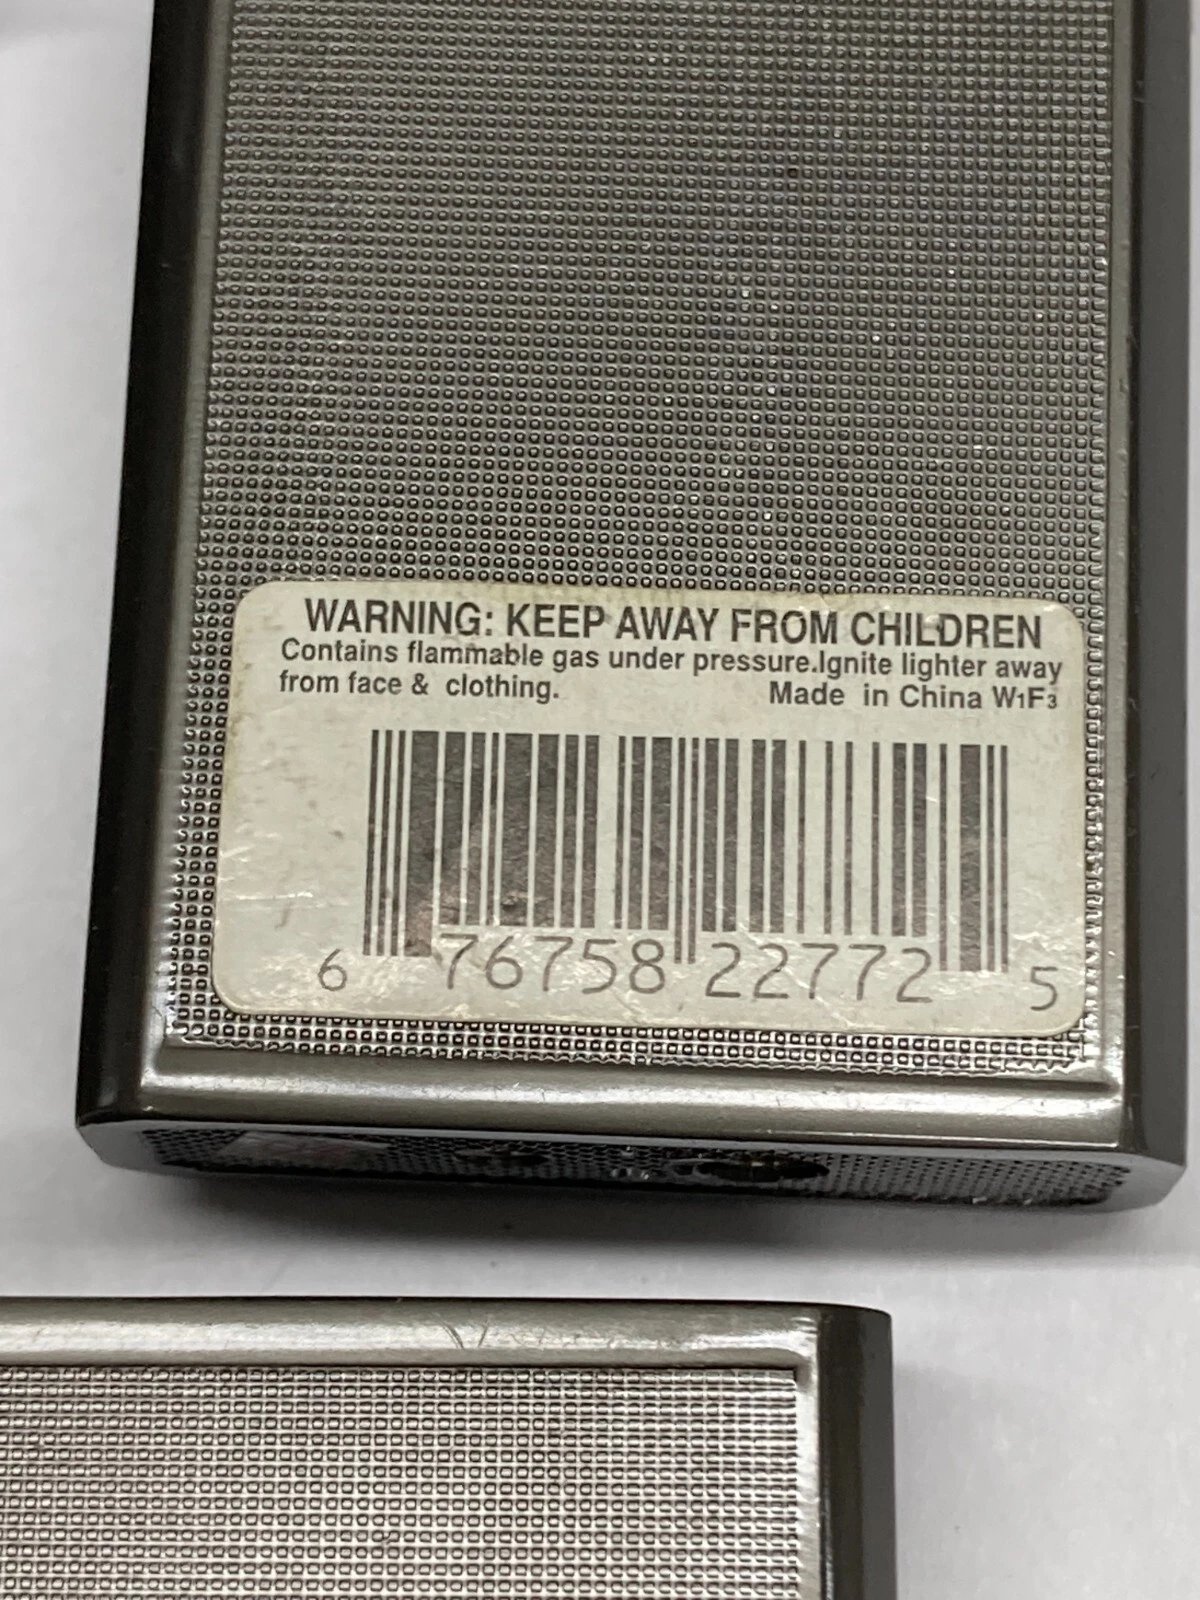 WARNING: KEEP AWAY FROM CHILDREN
Contains flammable gas under pressure.Ignite lighter away
from face & clothing. Made in China W1F3
6 76758 22772 5